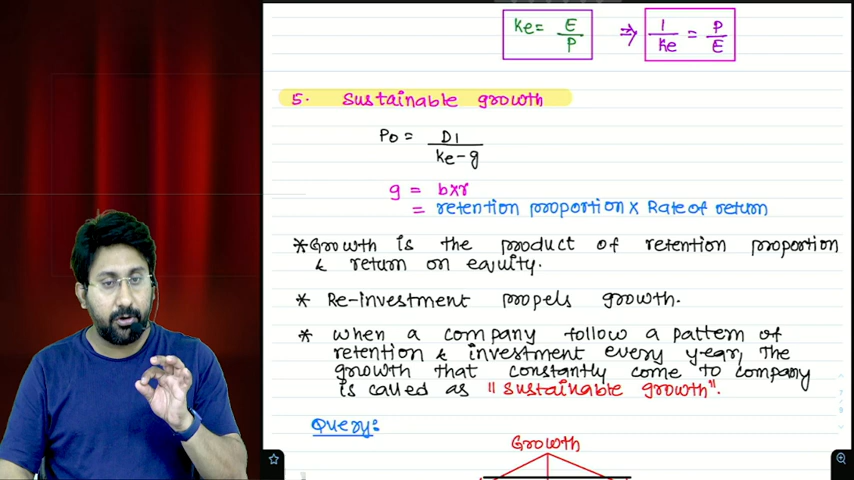 Ke = E/P ⇒ 1/Ke = P/E
5. Sustainable growth
P0 = D1/(Ke-g)
g = bxr
= retention proportion x Rate of return
*Growth is the product of retention proportion
& return on equity.
* Re-investment propels growth.
* When a company follow a pattern of
retention & investment every year, The
growth that constantly come to company
is called as "Sustainable growth".
Query:
Growth